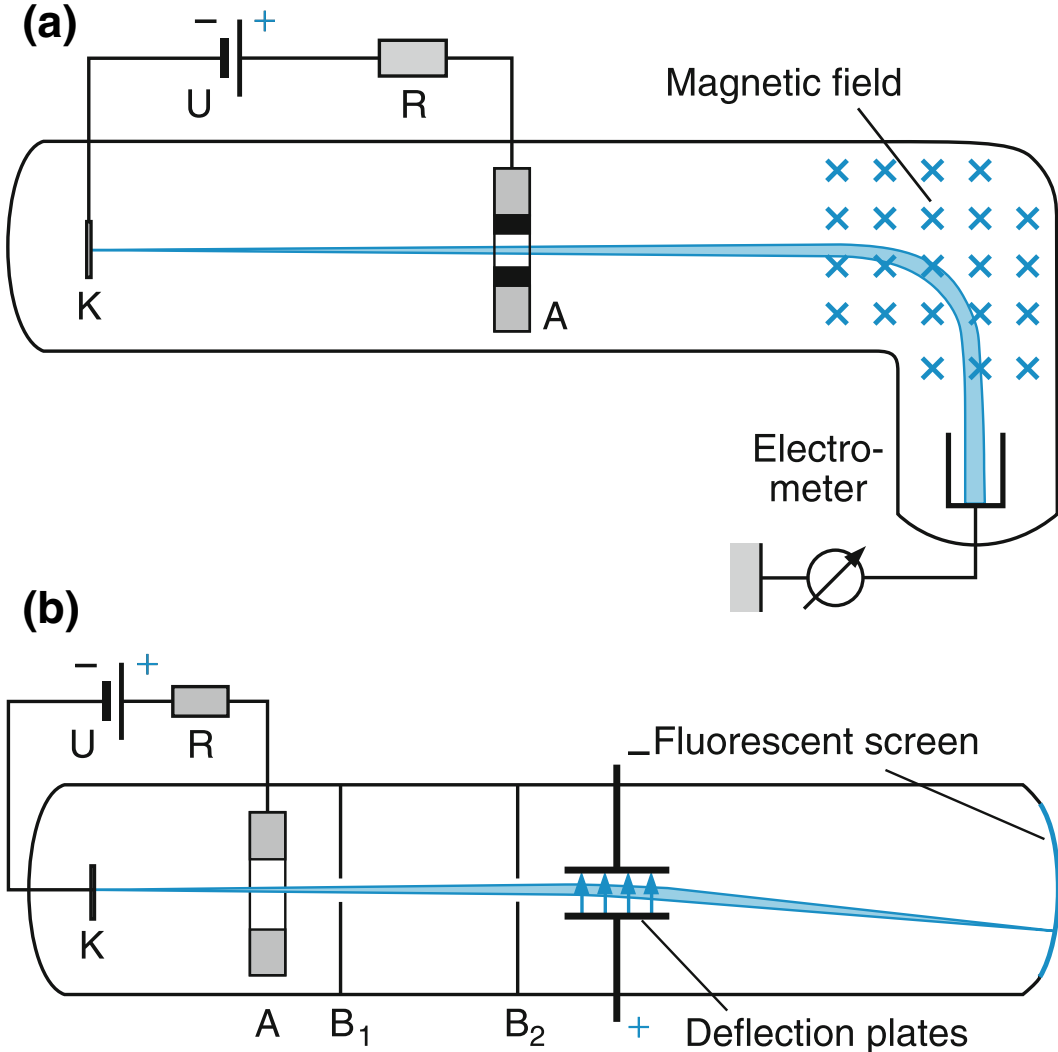 (a)
− +
U
R
Magnetic field
K
A
Electro-
meter
(b)
− +
U
R
− Fluorescent screen
K
A
B₁
B₂
+
Deflection plates